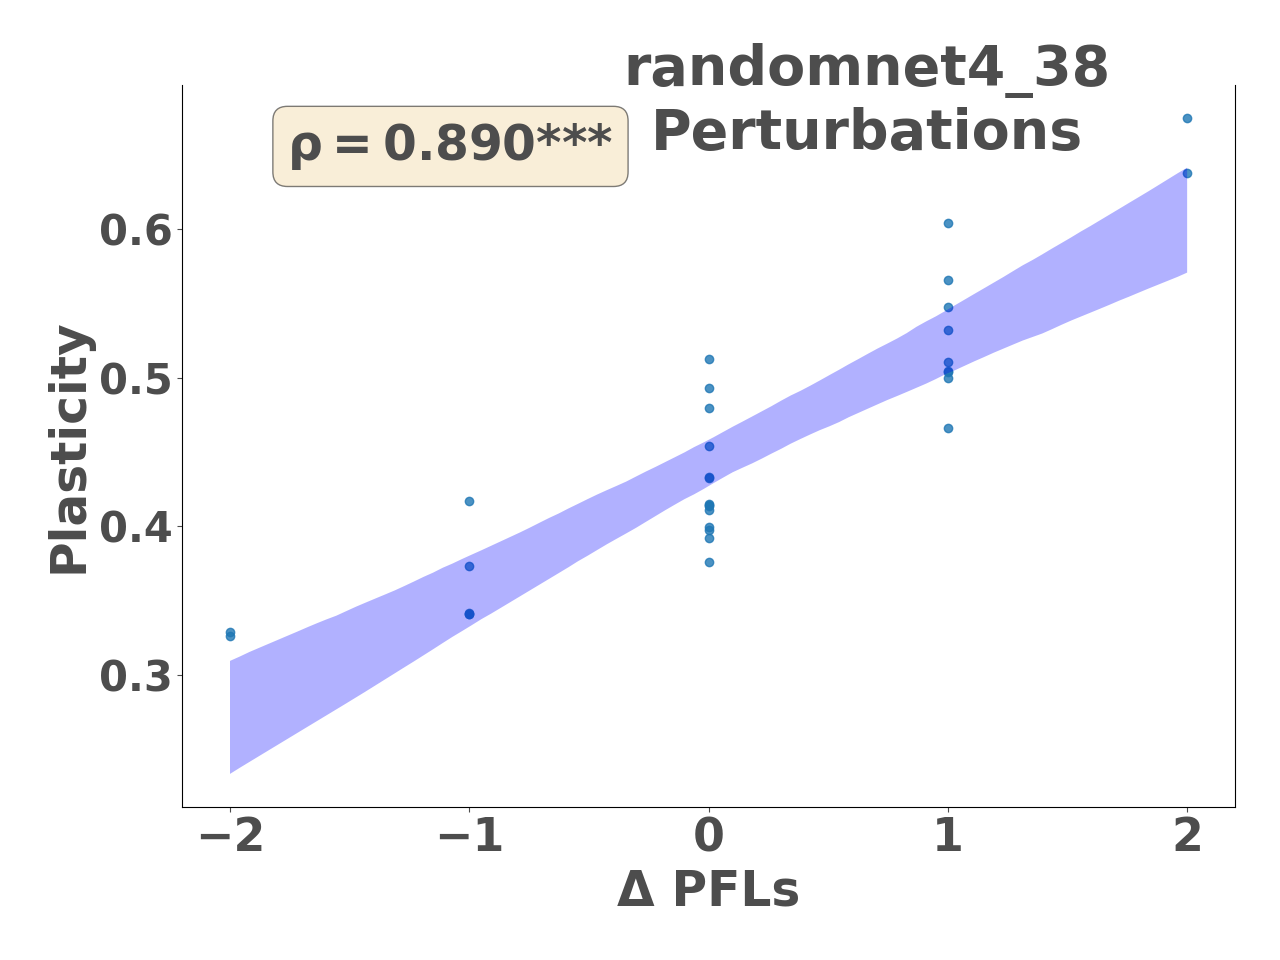 randomnet4_38
Perturbations
ρ = 0.890***
Plasticity
0.6
0.5
0.4
0.3
−2
−1
0
1
2
Δ PFLs